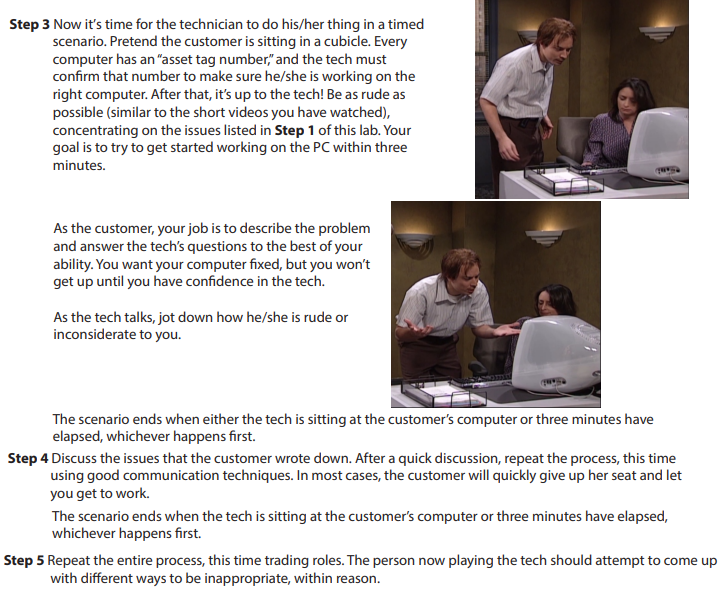 Step 3 Now it's time for the technician to do his/her thing in a timed
scenario. Pretend the customer is sitting in a cubicle. Every
computer has an "asset tag number," and the tech must
confirm that number to make sure he/she is working on the
right computer. After that, it's up to the tech! Be as rude as
possible (similar to the short videos you have watched),
concentrating on the issues listed in Step 1 of this lab. Your
goal is to try to get started working on the PC within three
minutes.
As the customer, your job is to describe the problem
and answer the tech's questions to the best of your
ability. You want your computer fixed, but you won't
get up until you have confidence in the tech.
As the tech talks, jot down how he/she is rude or
inconsiderate to you.
The scenario ends when either the tech is sitting at the customer's computer or three minutes have
elapsed, whichever happens first.
Step 4 Discuss the issues that the customer wrote down. After a quick discussion, repeat the process, this time
using good communication techniques. In most cases, the customer will quickly give up her seat and let
you get to work.
The scenario ends when the tech is sitting at the customer's computer or three minutes have elapsed,
whichever happens first.
Step 5 Repeat the entire process, this time trading roles. The person now playing the tech should attempt to come up
with different ways to be inappropriate, within reason.